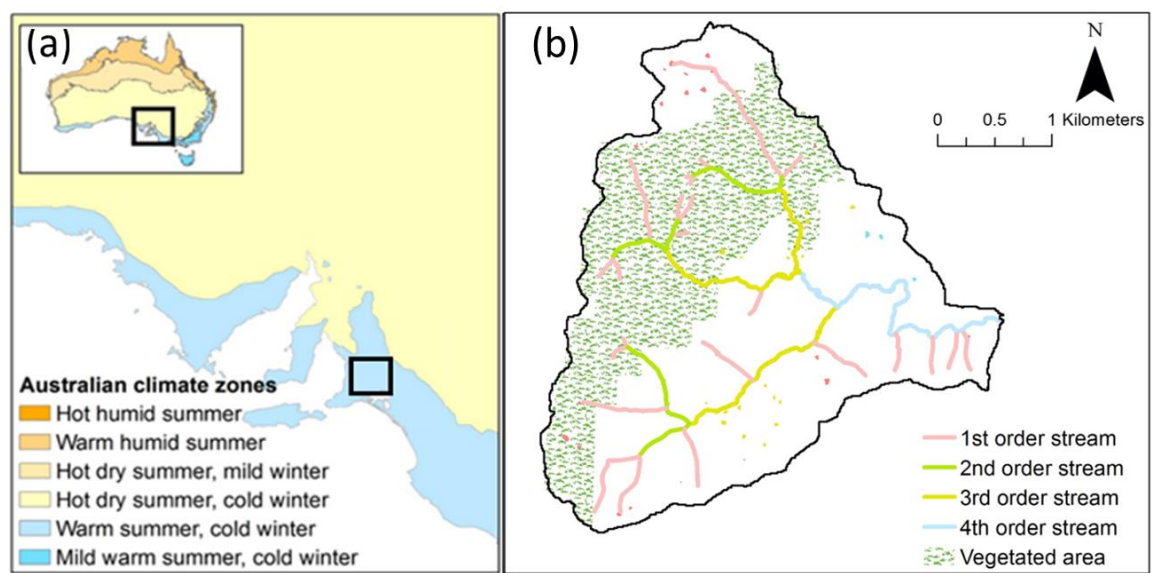 (a)
Australian climate zones
Hot humid summer
Warm humid summer
Hot dry summer, mild winter
Hot dry summer, cold winter
Warm summer, cold winter
Mild warm summer, cold winter
(b)
N
0 0.5 1 Kilometers
1st order stream
2nd order stream
3rd order stream
4th order stream
Vegetated area